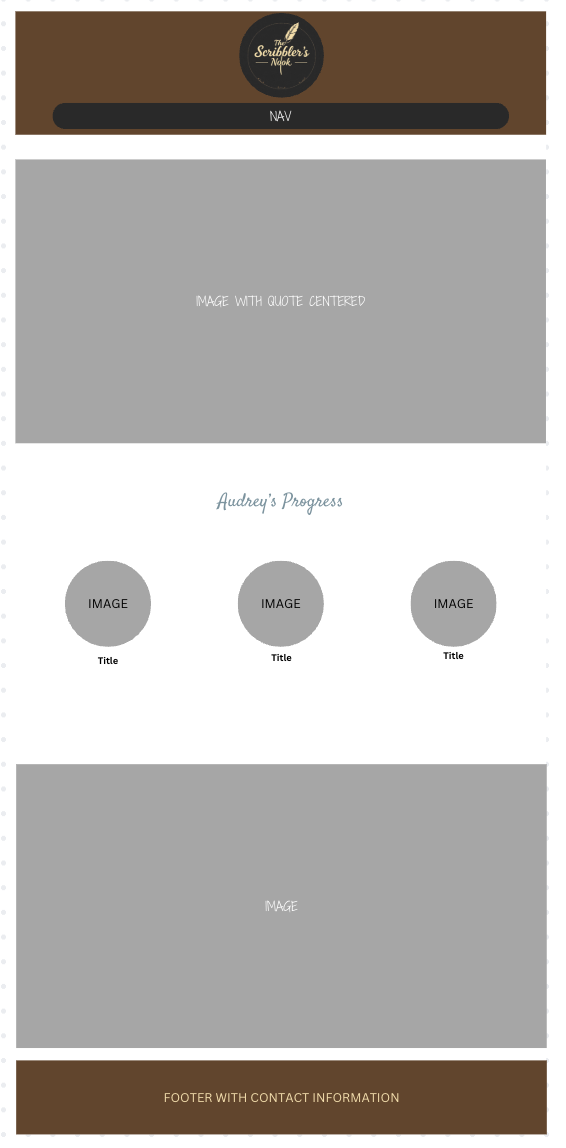 The
Scribbler's
Nook
NAV
IMAGE WITH QUOTE CENTERED
Audrey's Progress
IMAGE IMAGE IMAGE
Title Title Title
IMAGE
FOOTER WITH CONTACT INFORMATION